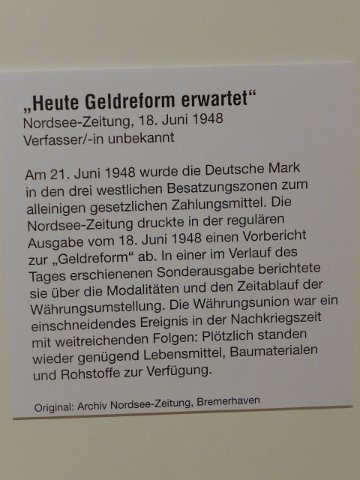 „Heute Geldreform erwartet“
Nordsee-Zeitung, 18. Juni 1948
Verfasser/-in unbekannt
Am 21. Juni 1948 wurde die Deutsche Mark
in den drei westlichen Besatzungszonen zum
alleinigen gesetzlichen Zahlungsmittel. Die
Nordsee-Zeitung druckte in der regulären
Ausgabe vom 18. Juni 1948 einen Vorbericht
zur „Geldreform“ ab. In einer im Verlauf des
Tages erschienenen Sonderausgabe berichtete
sie über die Modalitäten und den Zeitablauf der
Währungsumstellung. Die Währungsunion war ein
einschneidendes Ereignis in der Nachkriegszeit
mit weitreichenden Folgen: Plötzlich standen
wieder genügend Lebensmittel, Baumaterialien
und Rohstoffe zur Verfügung.
Original: Archiv Nordsee-Zeitung, Bremerhaven